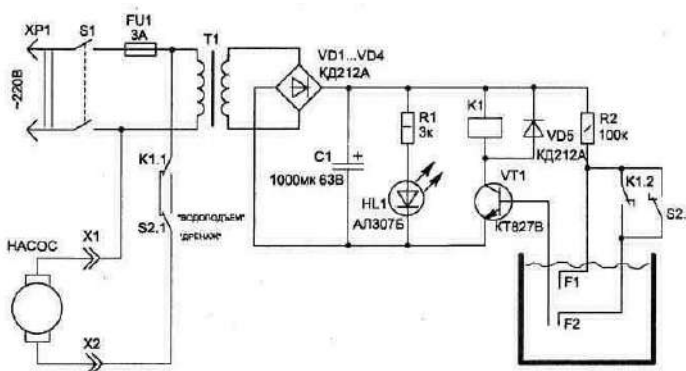 XP1
S1
FU1
3A
T1
~220В
VD1...VD4
КД212А
R1
3к
K1
VD5
КД212А
R2
100к
C1
+
1000мк 63В
HL1
АЛ307Б
VT1
КТ827В
K1.1
S2.1
"ВОДОПОДЪЕМ"
"ДРЕНАЖ"
K1.2
S2.
НАСОС
X1
X2
F1
F2